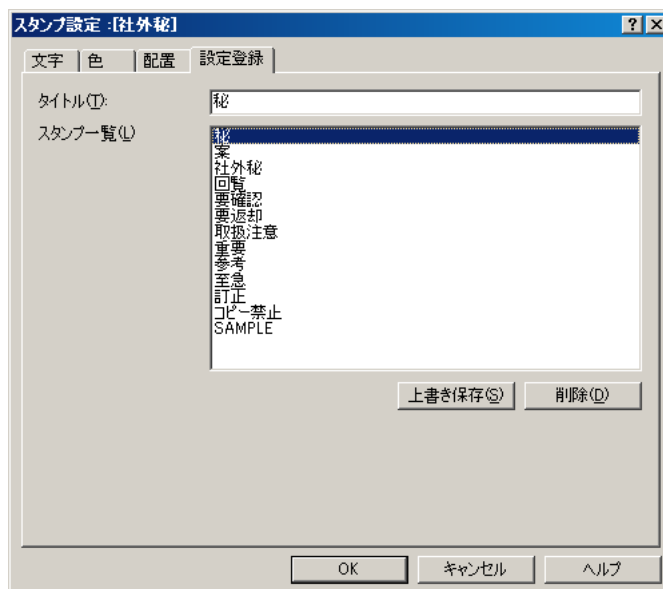 スタンプ設定 :[社外秘]
文字 色 配置 設定登録
タイトル(T): 秘
スタンプ一覧(L)
秘
案
社外秘
回覧
要確認
要返却
取扱注意
重要
参考
至急
訂正
コピー禁止
SAMPLE
上書き保存(S) 削除(D)
OK キャンセル ヘルプ